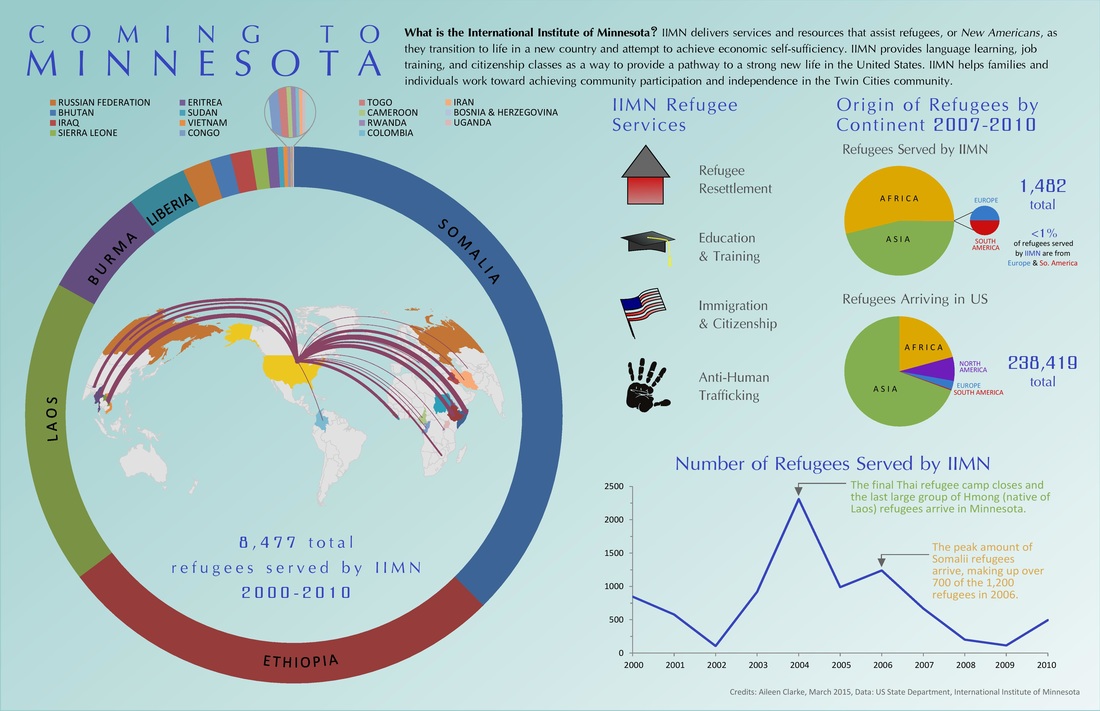 COMING TO
MINNESOTA
What is the International Institute of Minnesota? IIMN delivers services and resources that assist refugees, or New Americans, as
they transition to life in a new country and attempt to achieve economic self-sufficiency. IIMN provides language learning, job
training, and citizenship classes as a way to provide a pathway to a strong new life in the United States. IIMN helps families and
individuals work toward achieving community participation and independence in the Twin Cities community.
RUSSIAN FEDERATION
BHUTAN
IRAQ
SIERRA LEONE
ERITREA
SUDAN
VIETNAM
CONGO
TOGO
CAMEROON
RWANDA
COLOMBIA
IRAN
BOSNIA & HERZEGOVINA
UGANDA
SOMALIA
LIBERIA
BURMA
LAOS
ETHIOPIA
8,477 total
refugees served by IIMN
2000-2010
IIMN Refugee
Services
Refugee
Resettlement
Education
& Training
Immigration
& Citizenship
Anti-Human
Trafficking
Origin of Refugees by
Continent 2007-2010
Refugees Served by IIMN
AFRICA
ASIA
EUROPE
SOUTH
AMERICA
1,482
total
<1%
of refugees served
by IIMN are from
Europe & So. America
Refugees Arriving in US
AFRICA
ASIA
NORTH
AMERICA
EUROPE
SOUTH AMERICA
238,419
total
Number of Refugees Served by IIMN
2500
2000
1500
1000
500
0
2000 2001 2002 2003 2004 2005 2006 2007 2008 2009 2010
The final Thai refugee camp closes and
the last large group of Hmong (native of
Laos) refugees arrive in Minnesota.
The peak amount of
Somalii refugees
arrive, making up over
700 of the 1,200
refugees in 2006.
Credits: Aileen Clarke, March 2015, Data: US State Department, International Institute of Minnesota